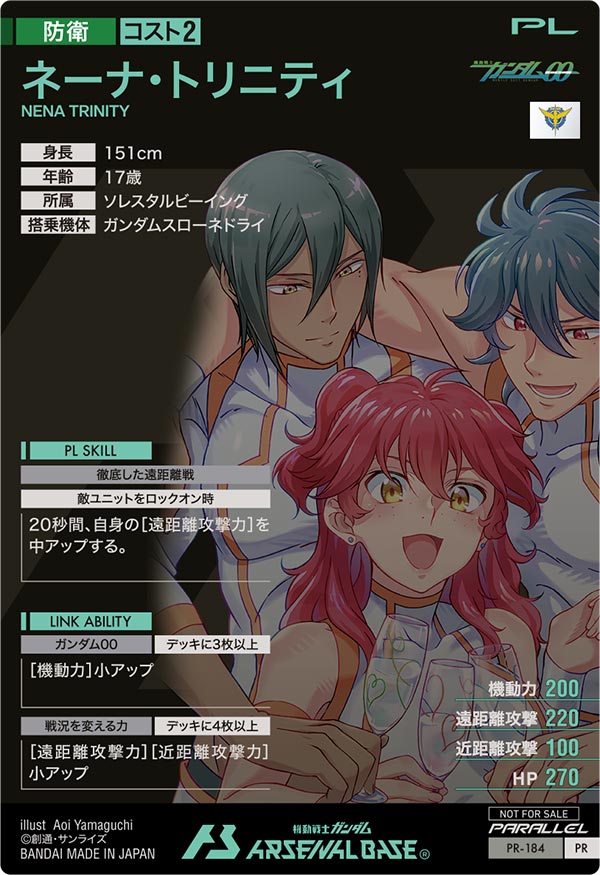 防衛 コスト2
PL
ネーナ・トリニティ
NENA TRINITY
機動戦士ガンダム00
身長 151cm
年齢 17歳
所属 ソレスタルビーイング
搭乗機体 ガンダムスローネドライ
PL SKILL
徹底した遠距離戦
敵ユニットをロックオン時
20秒間、自身の[遠距離攻撃力]を
中アップする。
LINK ABILITY
ガンダム00 デッキに3枚以上
[機動力]小アップ
戦況を変える力 デッキに4枚以上
[遠距離攻撃力][近距離攻撃力]
小アップ
機動力 200
遠距離攻撃 220
近距離攻撃 100
HP 270
illust Aoi Yamaguchi
©創通・サンライズ
BANDAI MADE IN JAPAN
機動戦士ガンダム
ARSENAL BASE®
NOT FOR SALE
PARALLEL
PR-184 PR